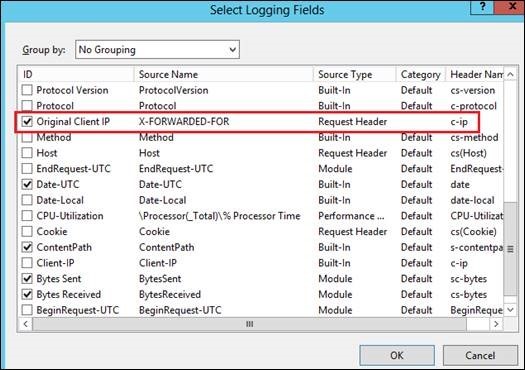 Select Logging Fields
?
Group by: No Grouping
ID Source Name Source Type Category Header Nam
Protocol Version ProtocolVersion Built-In Default cs-version
Protocol Protocol Built-In Default c-protocol
Original Client IP X-FORWARDED-FOR Request Header c-ip
Method Method Built-In Default cs-method
Host Host Request Header Default cs(Host)
EndRequest-UTC EndRequest-UTC Module Default EndRequest-
Date-UTC Date-UTC Built-In Default date
Date-Local Date-Local Built-In Default Date-Local
CPU-Utilization \Processor(_Total)\% Processor Time Performance ... Default CPU-Utilizati
Cookie Cookie Request Header Default cs(Cookie)
ContentPath ContentPath Built-In Default s-contentpa
Client-IP Client-IP Built-In Default c-ip
Bytes Sent BytesSent Module Default sc-bytes
Bytes Received BytesReceived Module Default cs-bytes
BeginRequest-UTC BeginRequest-UTC Module Default BeginReques
OK Cancel